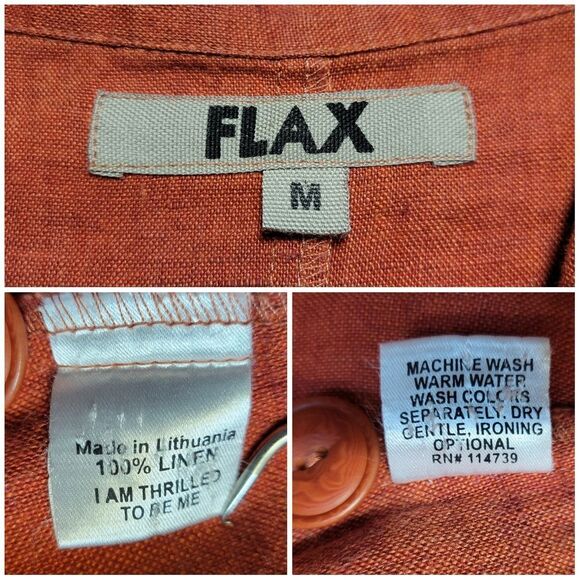 FLAX
M
Made in Lithuania
100% LINEN
I AM THRILLED
TO BE ME
MACHINE WASH
WARM WATER
WASH COLORS
SEPARATELY, DRY
GENTLE, IRONING
OPTIONAL
RN# 114739